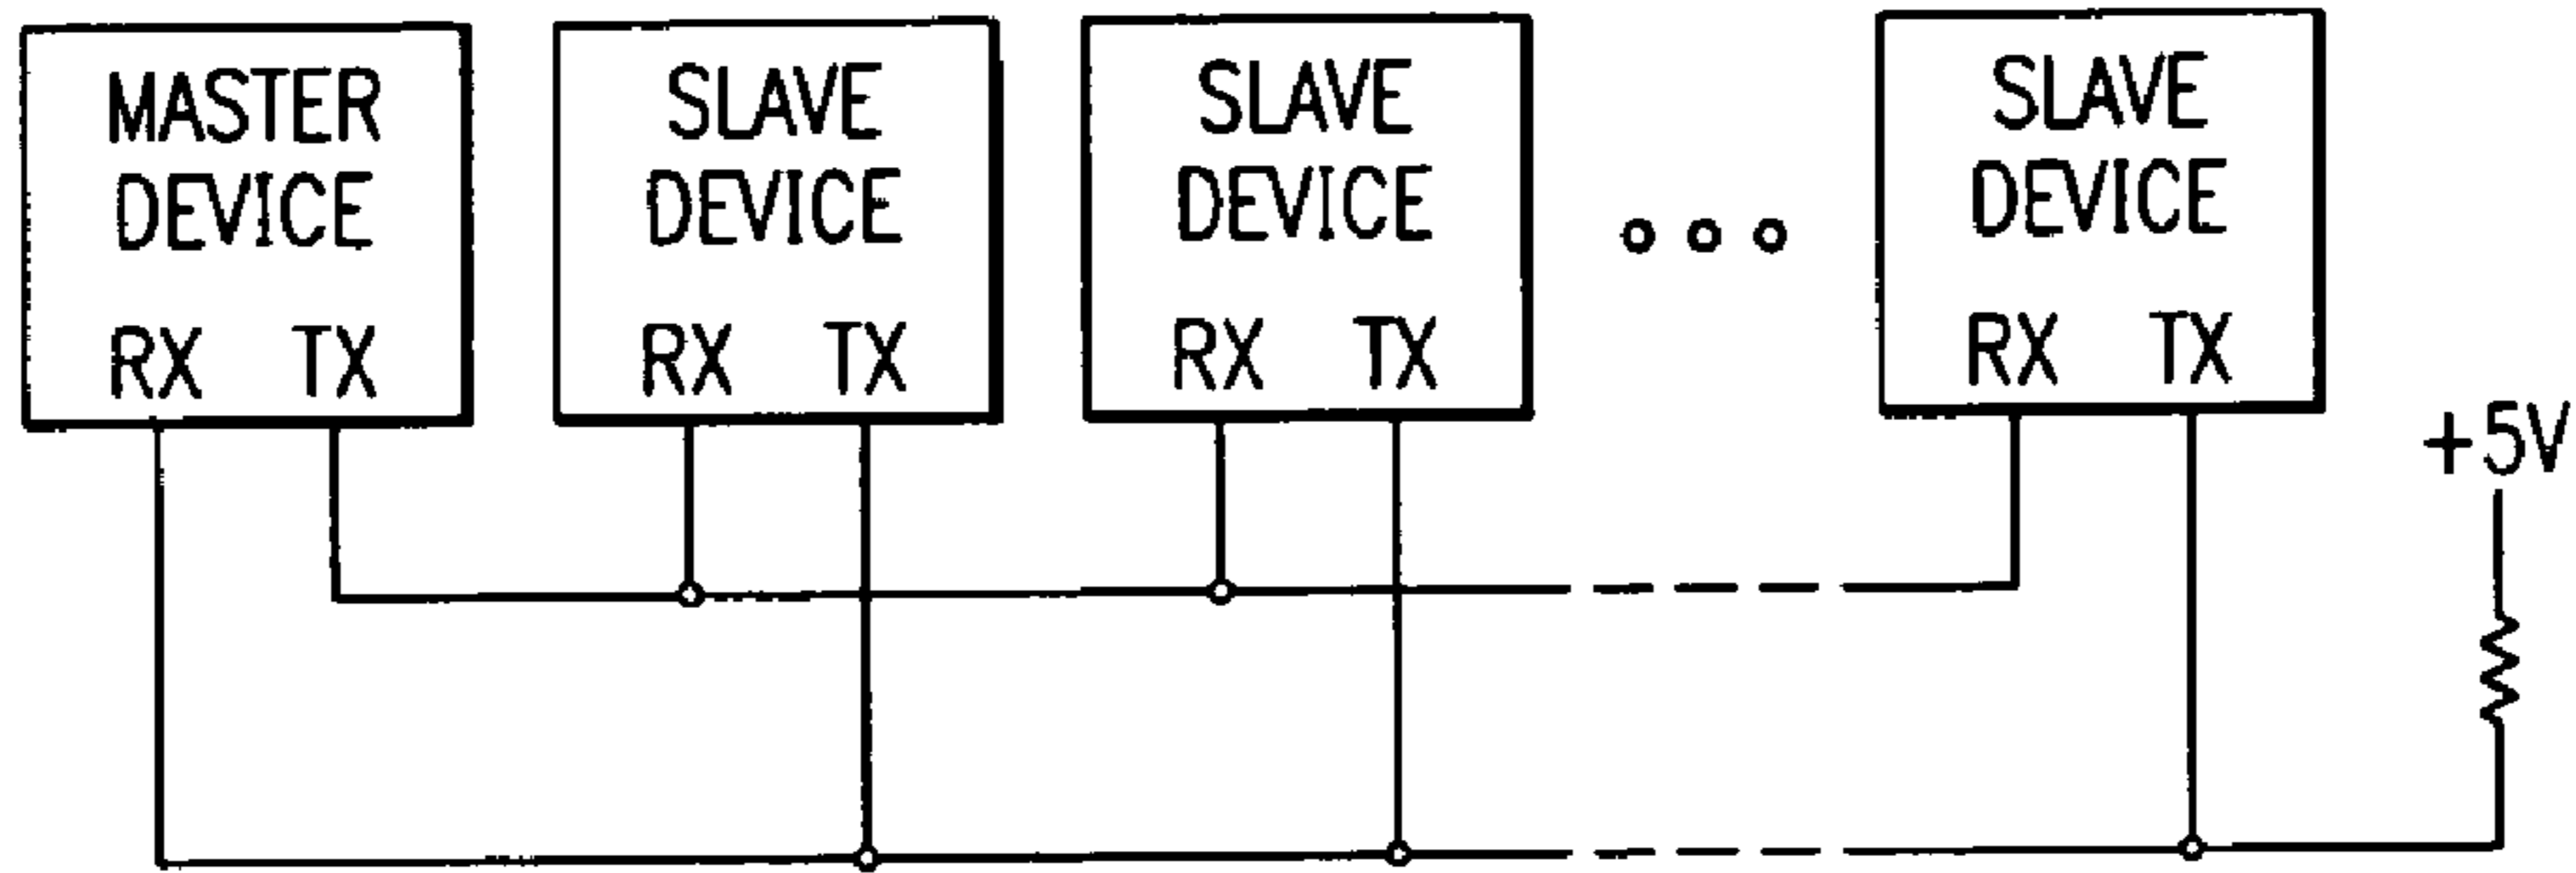 MASTER
DEVICE
RX TX
SLAVE
DEVICE
RX TX
SLAVE
DEVICE
RX TX
SLAVE
DEVICE
RX TX
+5V